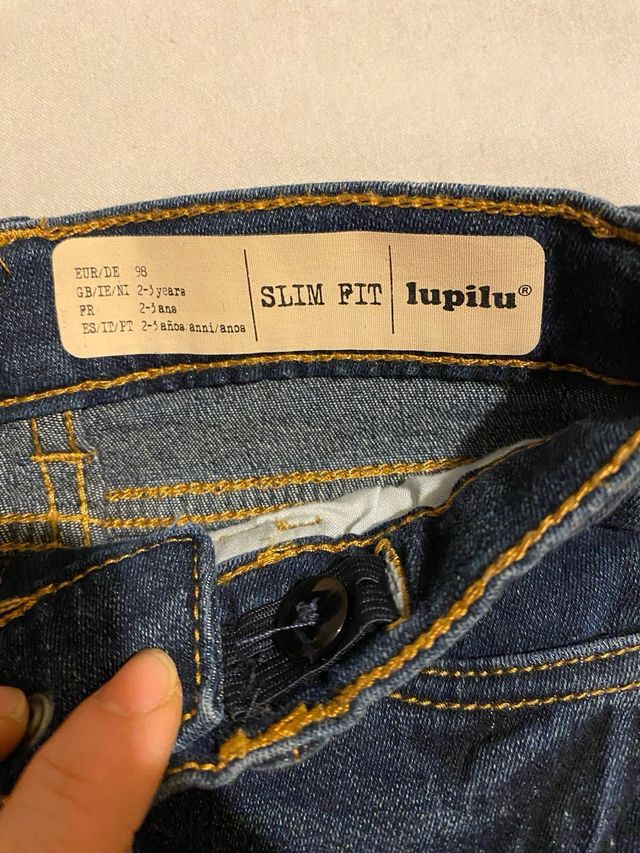 EUR/DE 98
GB/IE/NI 2-3 years
FR 2-3 ans
ES/IT/PT 2-3 años anni/anos
SLIM FIT
lupilu®